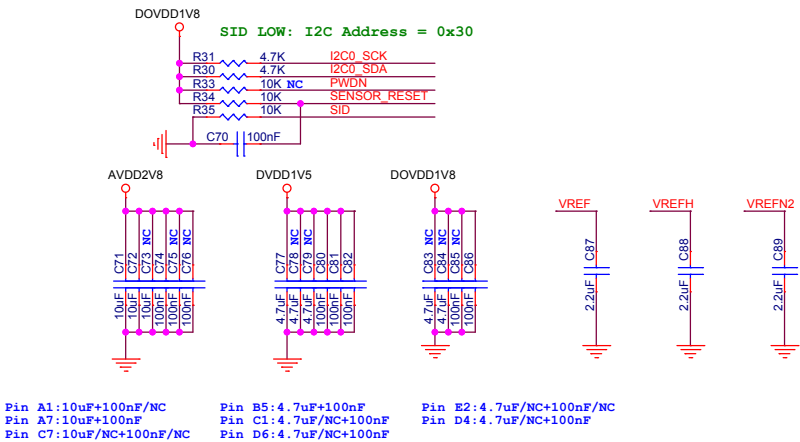 DOVDD1V8
SID LOW: I2C Address = 0x30
R31 4.7K I2C0_SCK
R30 4.7K I2C0_SDA
R33 10K NC PWDN
R34 10K SENSOR_RESET
R35 10K SID
C70 100nF
AVDD2V8 DVDD1V5 DOVDD1V8
VREF VREFH VREFN2
C71 10uF
C72 10uF
C73 NC 10uF
C74 100nF
C75 NC 100nF
C76 NC 100nF
C77 4.7uF
C78 NC 4.7uF
C79 NC 4.7uF
C80 100nF
C81 100nF
C82 100nF
C83 NC 4.7uF
C84 NC 4.7uF
C85 NC 100nF
C86 100nF
C87 2.2uF
C88 2.2uF
C89 2.2uF
Pin A1:10uF+100nF/NC Pin B5:4.7uF+100nF Pin E2:4.7uF/NC+100nF/NC
Pin A7:10uF+100nF Pin C1:4.7uF/NC+100nF Pin D4:4.7uF/NC+100nF
Pin C7:10uF/NC+100nF/NC Pin D6:4.7uF/NC+100nF